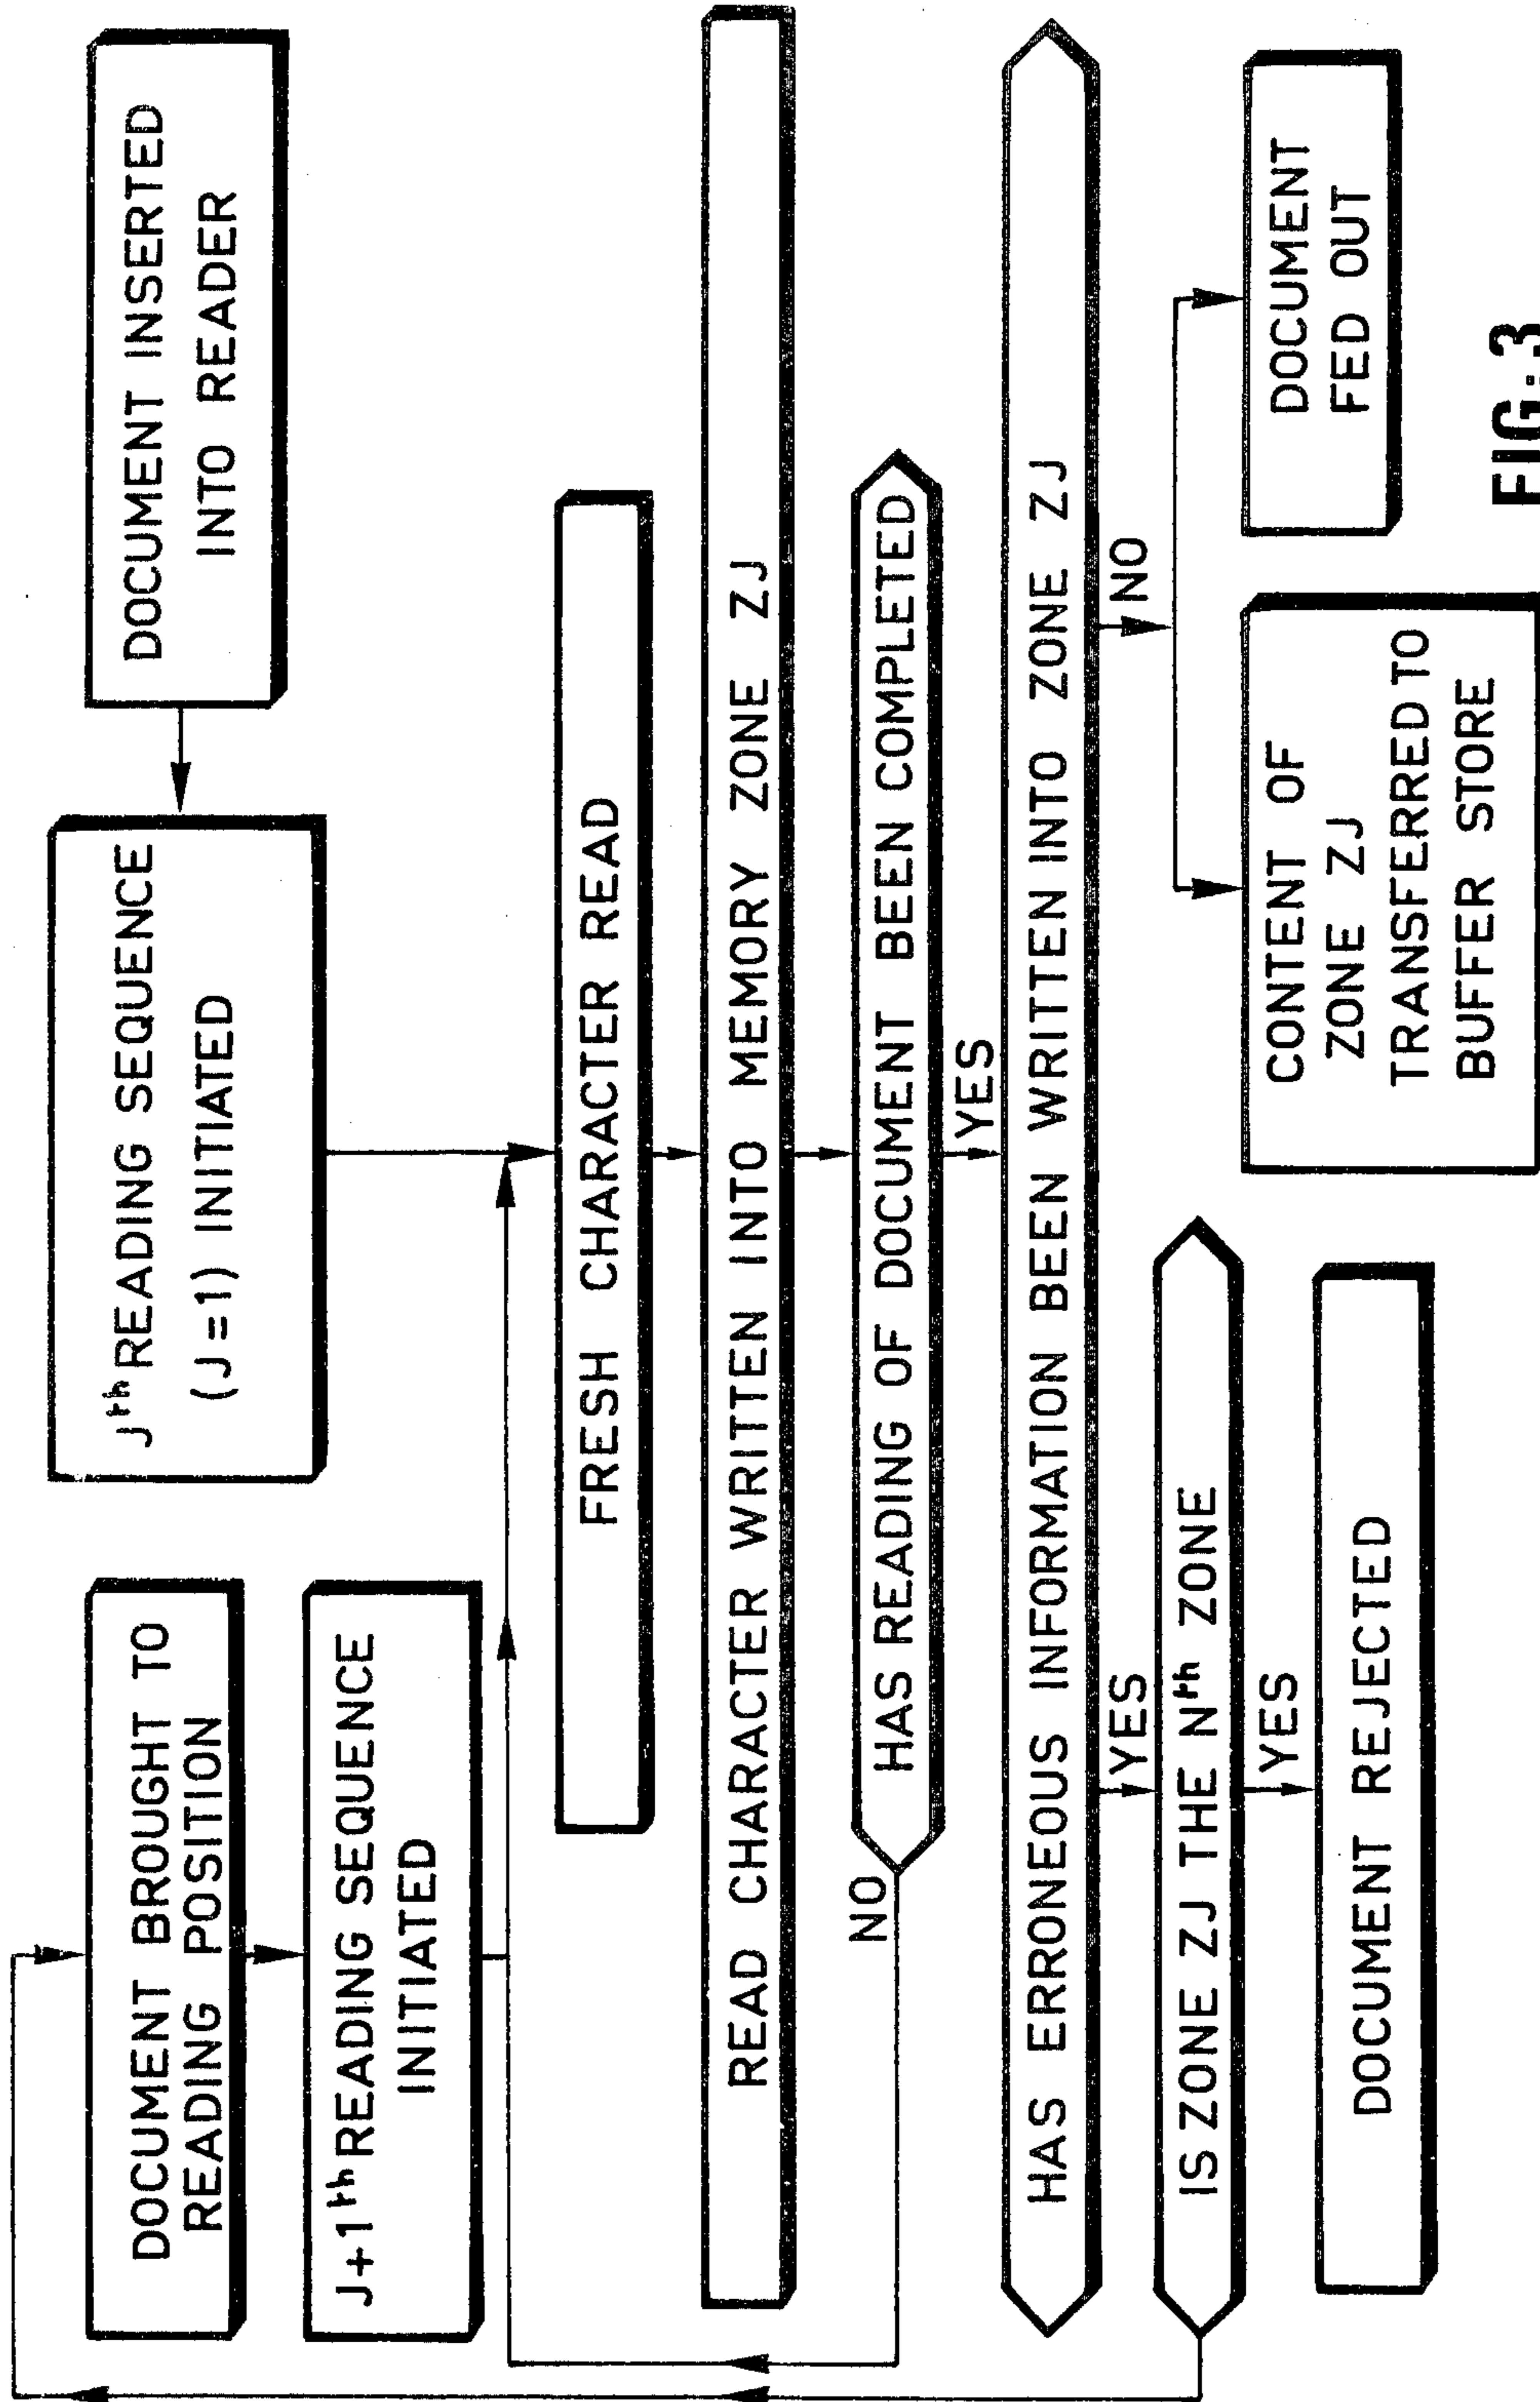 DOCUMENT BROUGHT TO
READING POSITION
J+1th READING SEQUENCE
INITIATED
Jth READING SEQUENCE
(J=1) INITIATED
DOCUMENT INSERTED
INTO READER
FRESH CHARACTER READ
READ CHARACTER WRITTEN INTO MEMORY ZONE ZJ
NO
HAS READING OF DOCUMENT BEEN COMPLETED
YES
HAS ERRONEOUS INFORMATION BEEN WRITTEN INTO ZONE ZJ
YES
NO
IS ZONE ZJ THE Nth ZONE
YES
DOCUMENT REJECTED
CONTENT OF
ZONE ZJ
TRANSFERRED TO
BUFFER STORE
DOCUMENT
FED OUT
FIG.3